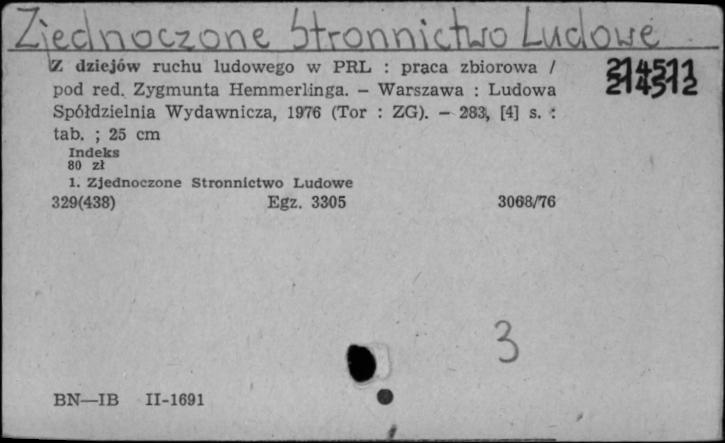 Zjednoczone Stronnictwo Ludowe
Z dziejów ruchu ludowego w PRL : praca zbiorowa /
214511
pod red. Zygmunta Hemmerlinga. — Warszawa : Ludowa
214512
Spółdzielnia Wydawnicza, 1976 (Tor : ZG). — 283, [4] s. :
tab. ; 25 cm
Indeks
80 zł
1. Zjednoczone Stronnictwo Ludowe
329(438) Egz. 3305 3068/76
3
BN—IB II-1691